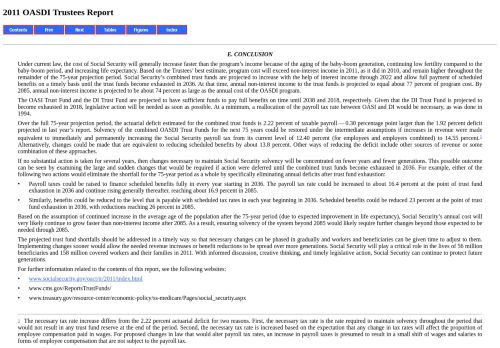 2011 OASDI Trustees Report
Contents Prev Next Tables Figures Index
E. CONCLUSION
Under current law, the cost of Social Security will generally increase faster than the program's income because of the aging of the baby-boom generation, continuing low fertility compared to the
baby-boom period, and increasing life expectancy. Based on the Trustees' best estimate, program cost will exceed non-interest income in 2011, as it did in 2010, and remain higher throughout the
remainder of the 75-year projection period. Social Security's combined trust funds are projected to increase with the help of interest income through 2022 and allow full payment of scheduled
benefits on a timely basis until the trust funds become exhausted in 2036. At that time, annual non-interest income to the trust funds is projected to equal about 77 percent of program cost. By
2085, annual non-interest income is projected to be about 74 percent as large as the annual cost of the OASDI program.
The OASI Trust Fund and the DI Trust Fund are projected to have sufficient funds to pay full benefits on time until 2038 and 2018, respectively. Given that the DI Trust Fund is projected to
become exhausted in 2018, legislative action will be needed as soon as possible. At a minimum, a reallocation of the payroll tax rate between OASI and DI would be necessary, as was done in
1994.
Over the full 75-year projection period, the actuarial deficit estimated for the combined trust funds is 2.22 percent of taxable payroll — 0.30 percentage point larger than the 1.92 percent deficit
projected in last year's report. Solvency of the combined OASDI Trust Funds for the next 75 years could be restored under the intermediate assumptions if increases in revenue were made
equivalent to immediately and permanently increasing the Social Security payroll tax from its current level of 12.40 percent (for employees and employers combined) to 14.55 percent.1
Alternatively, changes could be made that are equivalent to reducing scheduled benefits by about 13.8 percent. Other ways of reducing the deficit include other sources of revenue or some
combination of these approaches.
If no substantial action is taken for several years, then changes necessary to maintain Social Security solvency will be concentrated on fewer years and fewer generations. This possible outcome
can be seen by examining the large and sudden changes that would be required if action were deferred until the combined trust funds become exhausted in 2036. For example, either of the
following two actions would eliminate the shortfall for the 75-year period as a whole by specifically eliminating annual deficits after trust fund exhaustion:
• Payroll taxes could be raised to finance scheduled benefits fully in every year starting in 2036. The payroll tax rate could be increased to about 16.4 percent at the point of trust fund
exhaustion in 2036 and continue rising generally thereafter, reaching about 16.9 percent in 2085.
• Similarly, benefits could be reduced to the level that is payable with scheduled tax rates in each year beginning in 2036. Scheduled benefits could be reduced 23 percent at the point of trust
fund exhaustion in 2036, with reductions reaching 26 percent in 2085.
Based on the assumption of continued increase in the average age of the population after the 75-year period (due to expected improvement in life expectancy), Social Security's annual cost will
very likely continue to grow faster than non-interest income after 2085. As a result, ensuring solvency of the system beyond 2085 would likely require further changes beyond those expected to be
needed through 2085.
The projected trust fund shortfalls should be addressed in a timely way so that necessary changes can be phased in gradually and workers and beneficiaries can be given time to adjust to them.
Implementing changes sooner would allow the needed revenue increases or benefit reductions to be spread over more generations. Social Security will play a critical role in the lives of 56 million
beneficiaries and 158 million covered workers and their families in 2011. With informed discussion, creative thinking, and timely legislative action, Social Security can continue to protect future
generations.
For further information related to the contents of this report, see the following websites:
• www.socialsecurity.gov/oact/tr/2011/index.html
• www.cms.gov/ReportsTrustFunds/
• www.treasury.gov/resource-center/economic-policy/ss-medicare/Pages/social_security.aspx
1 The necessary tax rate increase differs from the 2.22 percent actuarial deficit for two reasons. First, the necessary tax rate is the rate required to maintain solvency throughout the period that
would not result in any trust fund reserve at the end of the period. Second, the necessary tax rate is increased based on the expectation that any change in tax rates will affect the proportion of
employee compensation paid in wages. For proposed changes in law that would alter payroll tax rates, an increase in payroll taxes is presumed to result in a small shift of wages and salaries to
forms of employee compensation that are not subject to the payroll tax.